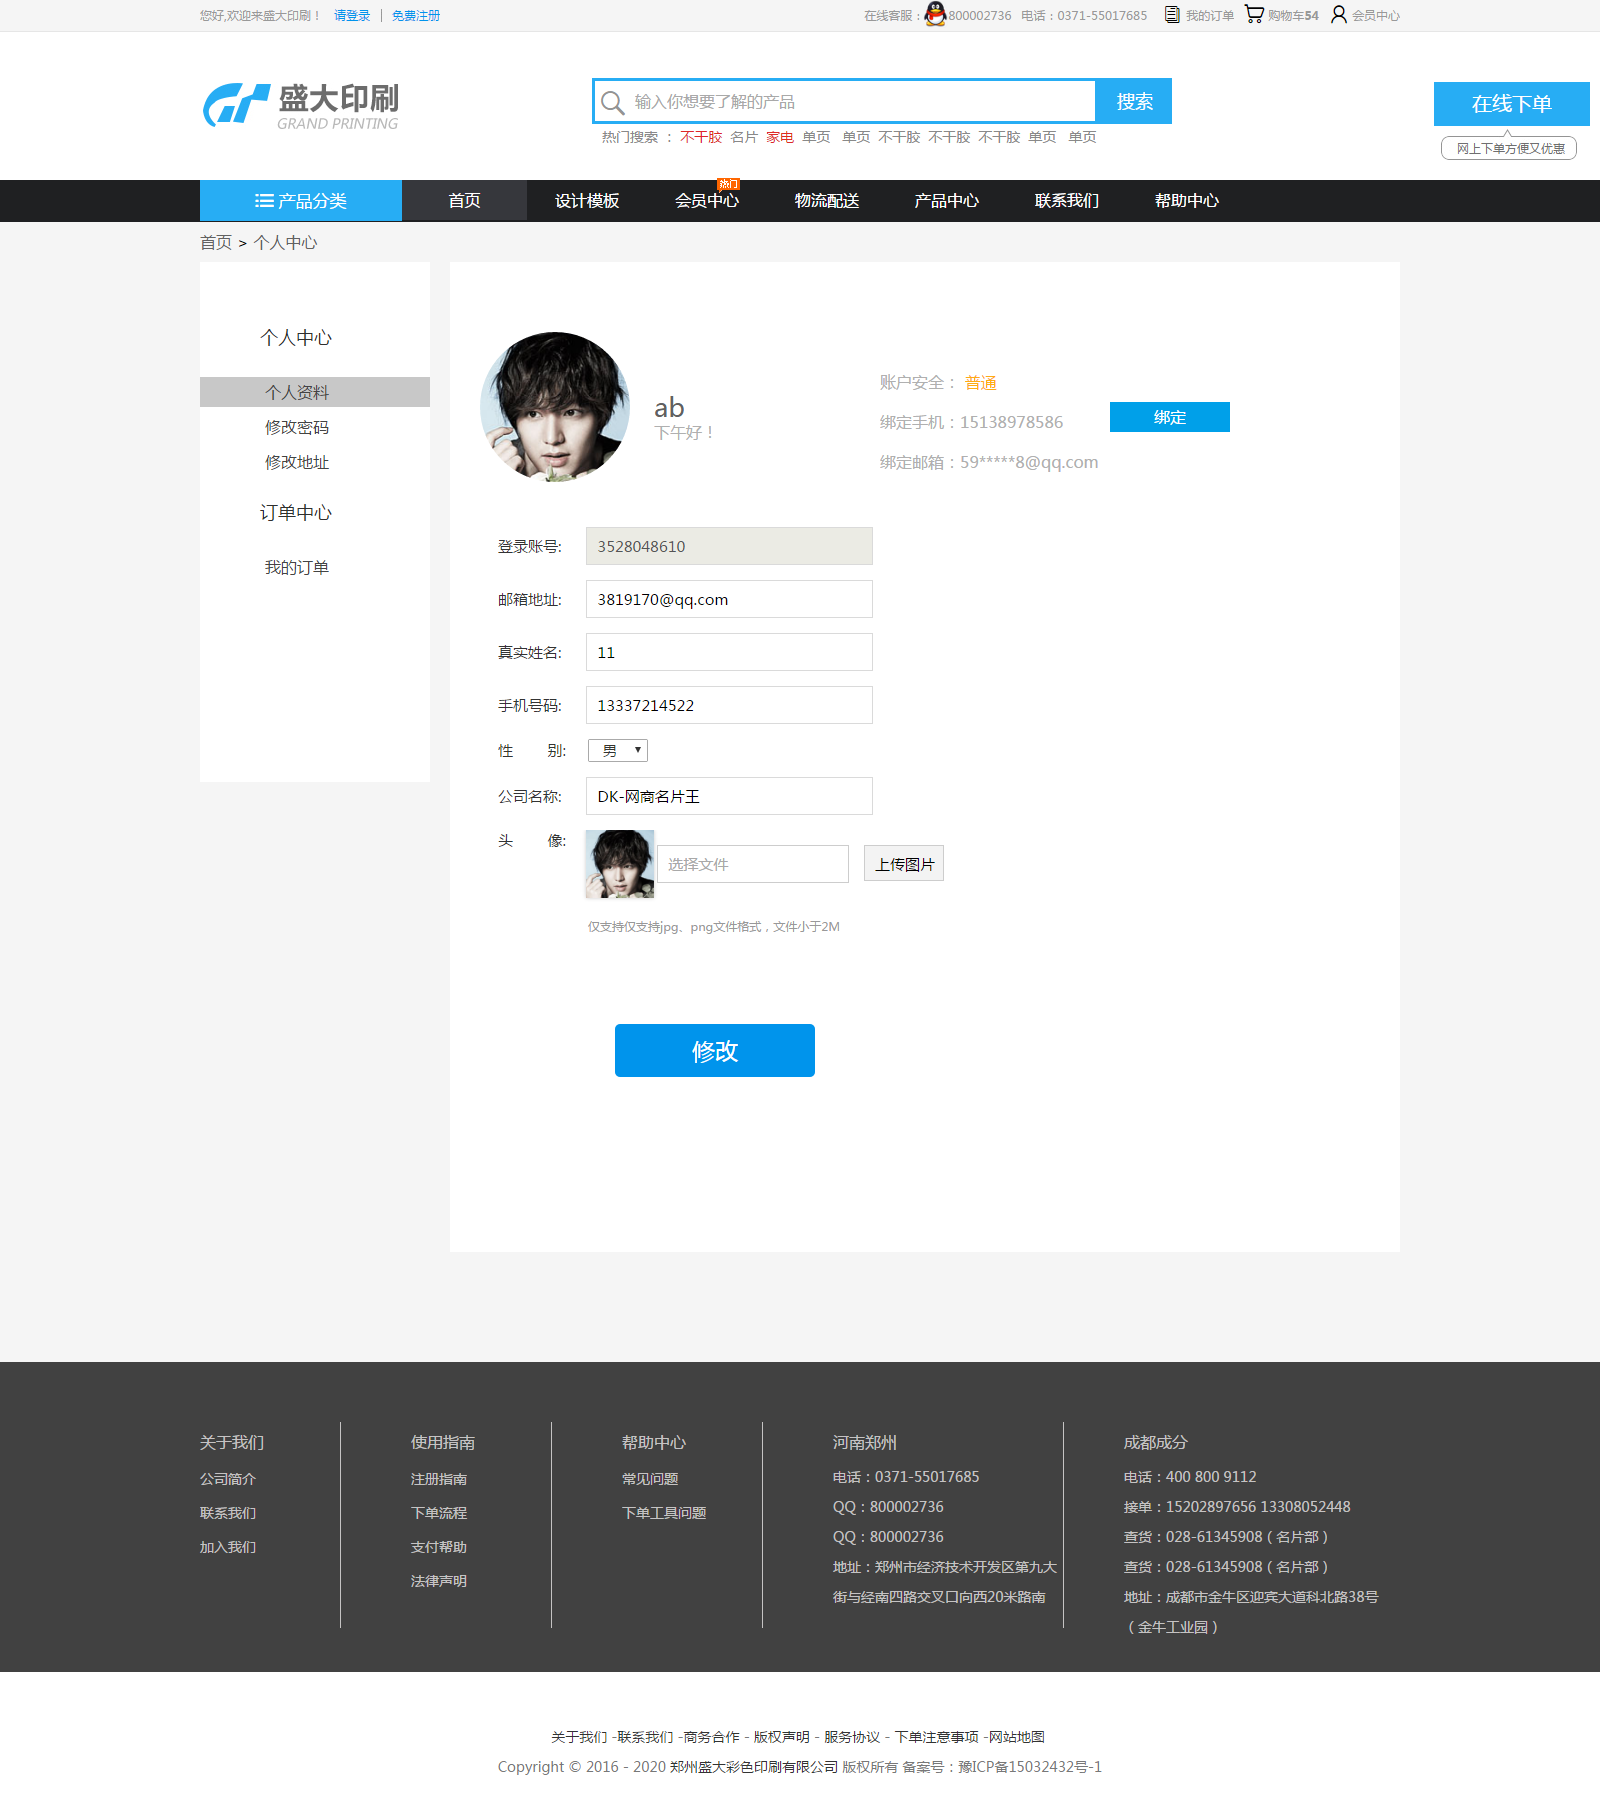 您好,欢迎来盛大印刷！ 请登录 | 免费注册
在线客服：800002736 电话：0371-55017685 我的订单 购物车54 会员中心
盛大印刷
GRAND PRINTING
输入你想要了解的产品 搜索
热门搜索 ： 不干胶 名片 家电 单页 单页 不干胶 不干胶 不干胶 单页 单页
在线下单
网上下单方便又优惠
热门
产品分类 首页 设计模板 会员中心 物流配送 产品中心 联系我们 帮助中心
首页 > 个人中心
个人中心
个人资料
修改密码
修改地址
订单中心
我的订单
ab
下午好！
账户安全： 普通
绑定手机：15138978586
绑定
绑定邮箱：59*****8@qq.com
登录账号: 3528048610
邮箱地址: 3819170@qq.com
真实姓名: 11
手机号码: 13337214522
性 别: 男
公司名称: DK-网商名片王
头 像:
选择文件 上传图片
仅支持仅支持jpg、png文件格式，文件小于2M
修改
关于我们
公司简介
联系我们
加入我们
使用指南
注册指南
下单流程
支付帮助
法律声明
帮助中心
常见问题
下单工具问题
河南郑州
电话：0371-55017685
QQ：800002736
QQ：800002736
地址：郑州市经济技术开发区第九大
街与经南四路交叉口向西20米路南
成都成分
电话：400 800 9112
接单：15202897656 13308052448
查货：028-61345908（名片部）
查货：028-61345908（名片部）
地址：成都市金牛区迎宾大道科北路38号
（金牛工业园）
关于我们 -联系我们 -商务合作 - 版权声明 - 服务协议 - 下单注意事项 -网站地图
Copyright © 2016 - 2020 郑州盛大彩色印刷有限公司 版权所有 备案号：豫ICP备15032432号-1